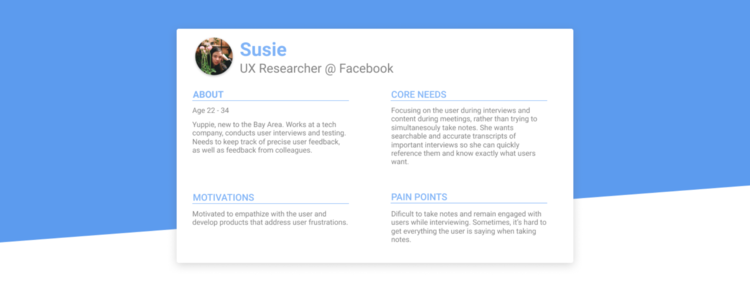 Susie
UX Researcher @ Facebook
ABOUT
Age 22 - 34
Yuppie, new to the Bay Area. Works at a tech
company, conducts user interviews and testing.
Needs to keep track of precise user feedback,
as well as feedback from colleagues.
CORE NEEDS
Focusing on the user during interviews and
content during meetings, rather than trying to
simultanesouly take notes. She wants
searchable and accurate transcripts of
important interviews so she can quickly
reference them and know exactly what users
want.
MOTIVATIONS
Motivated to empathize with the user and
develop products that address user frustrations.
PAIN POINTS
Dificult to take notes and remain engaged with
users while interviewing. Sometimes, it's hard to
get everything the user is saying when taking
notes.